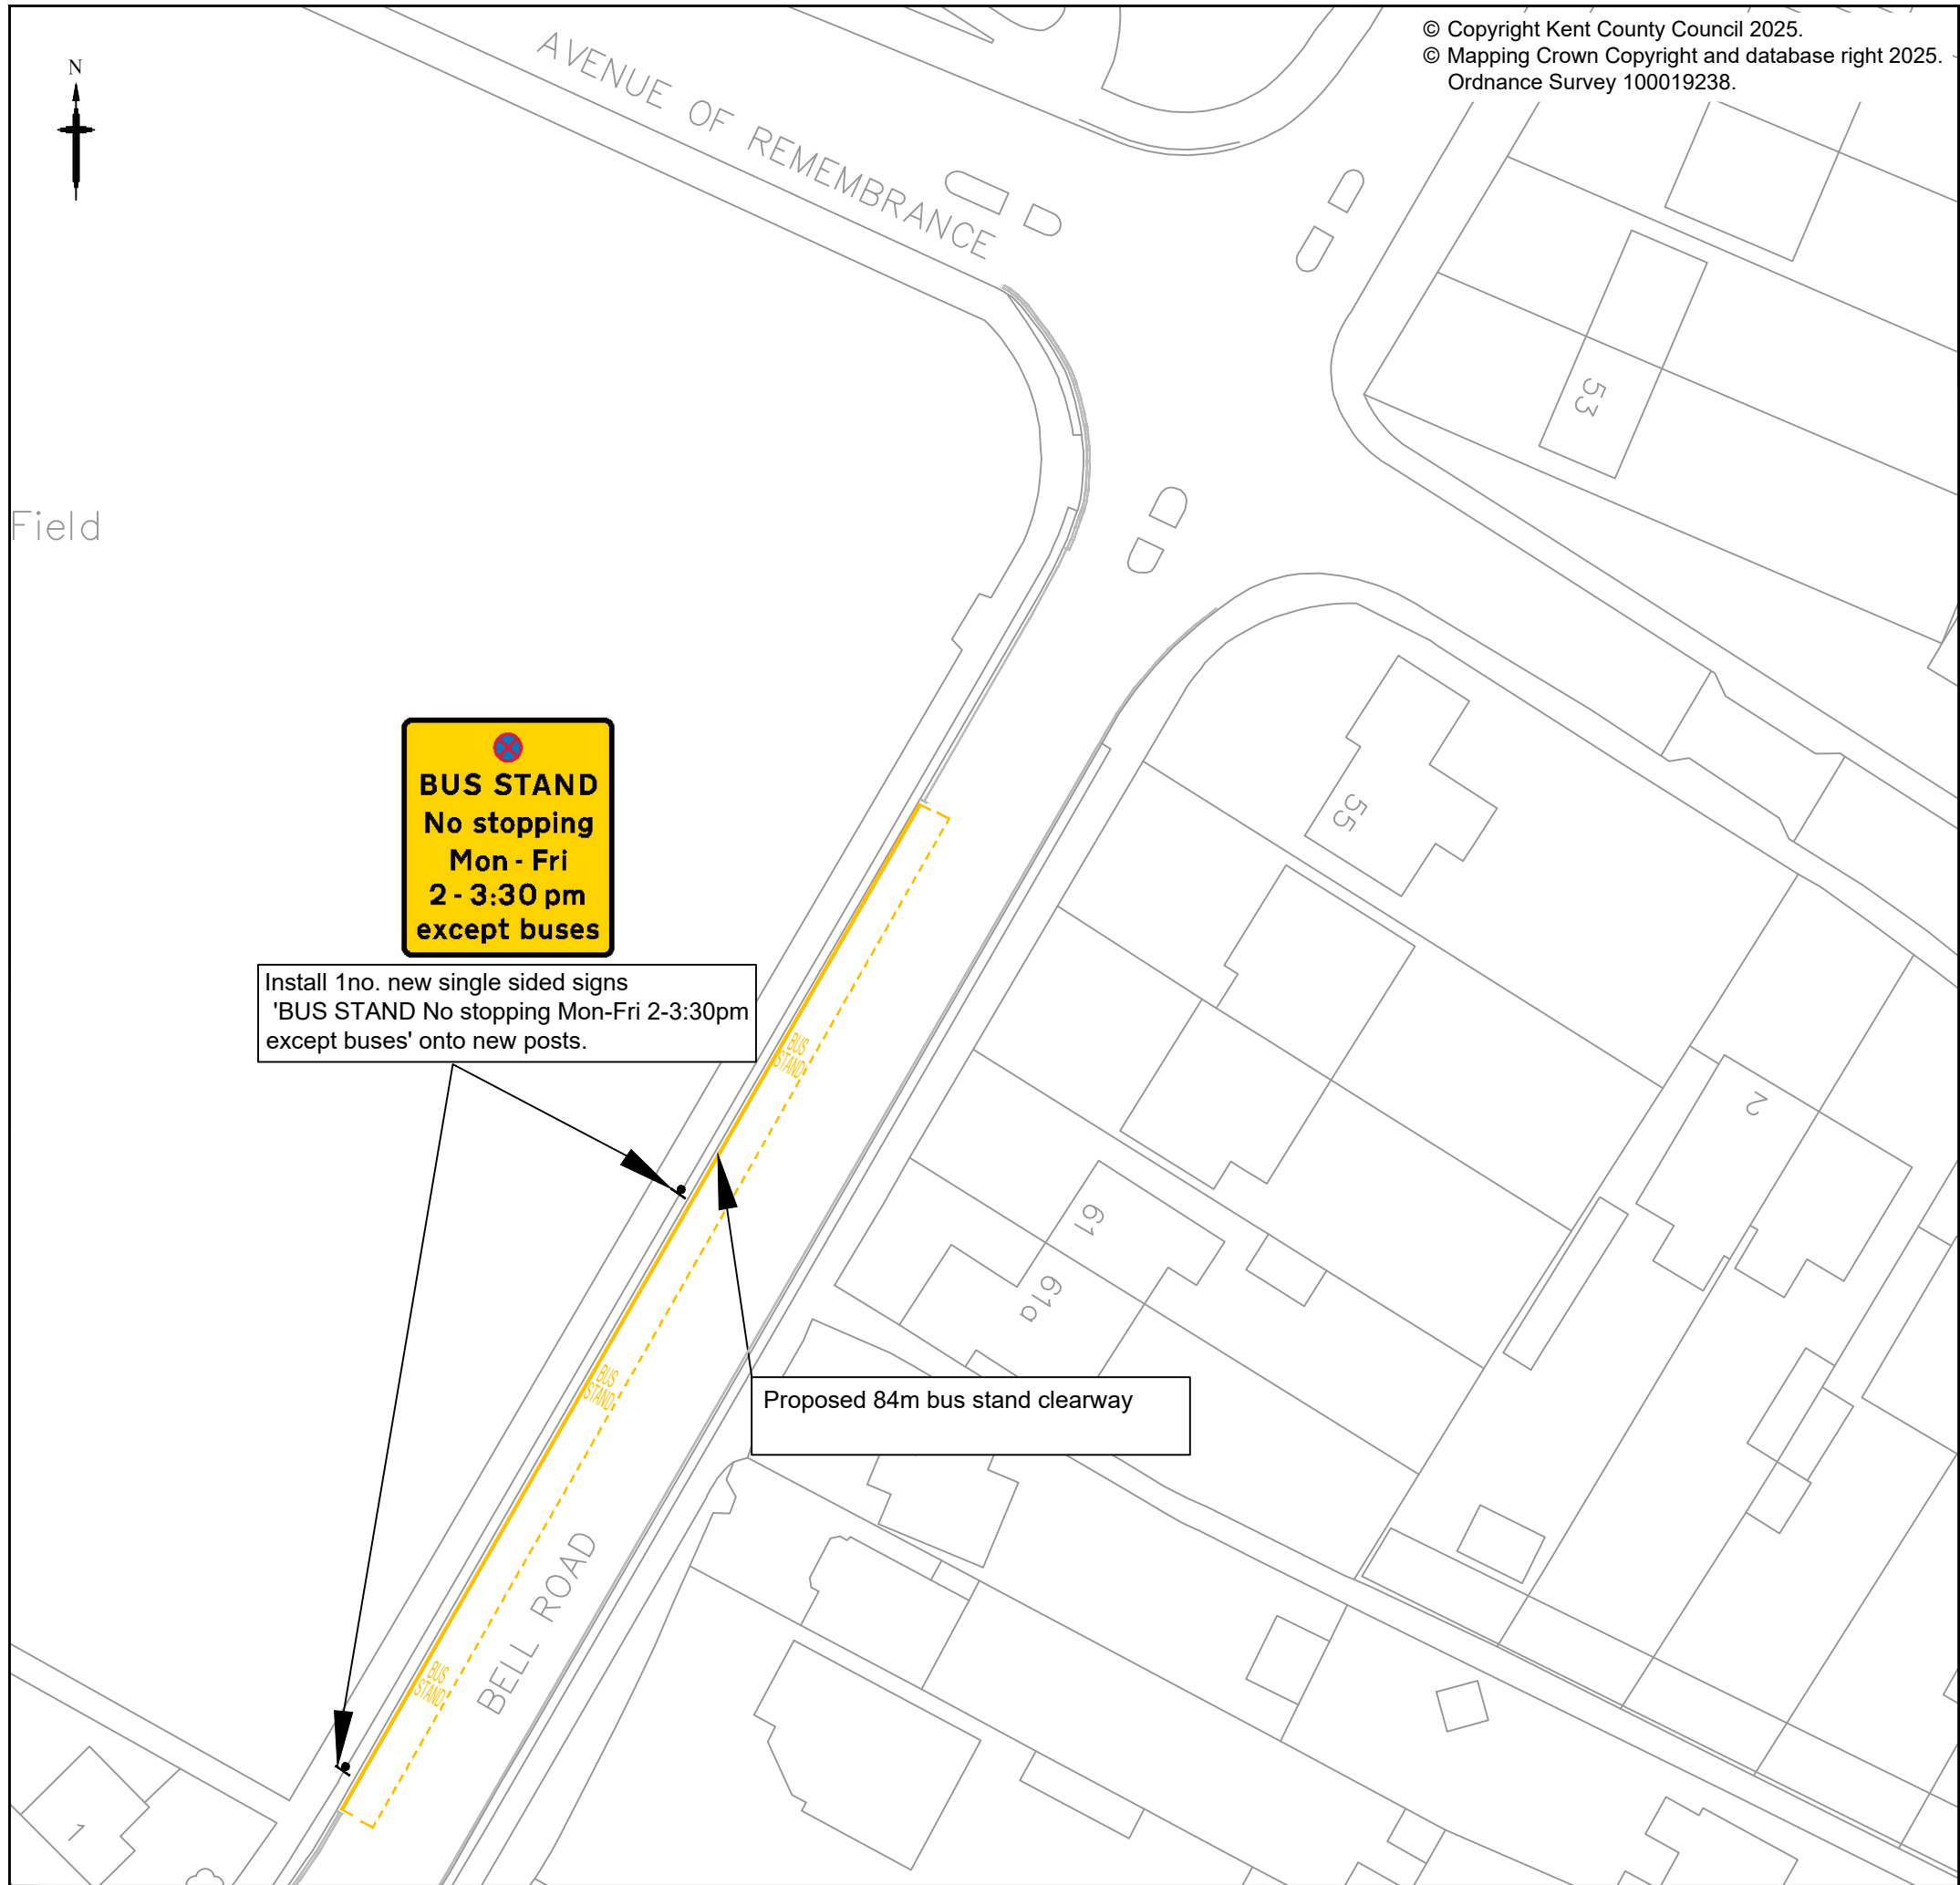 © Copyright Kent County Council 2025.
© Mapping Crown Copyright and database right 2025.
Ordnance Survey 100019238.
N
AVENUE OF REMEMBRANCE
53
Field
BUS STAND
No stopping
Mon - Fri
2 - 3:30 pm
except buses
55
Install 1no. new single sided signs
'BUS STAND No stopping Mon-Fri 2-3:30pm
except buses' onto new posts.
BUS
STAND
2
61
61a
BUS
STAND
Proposed 84m bus stand clearway
BELL ROAD
BUS
STAND
1